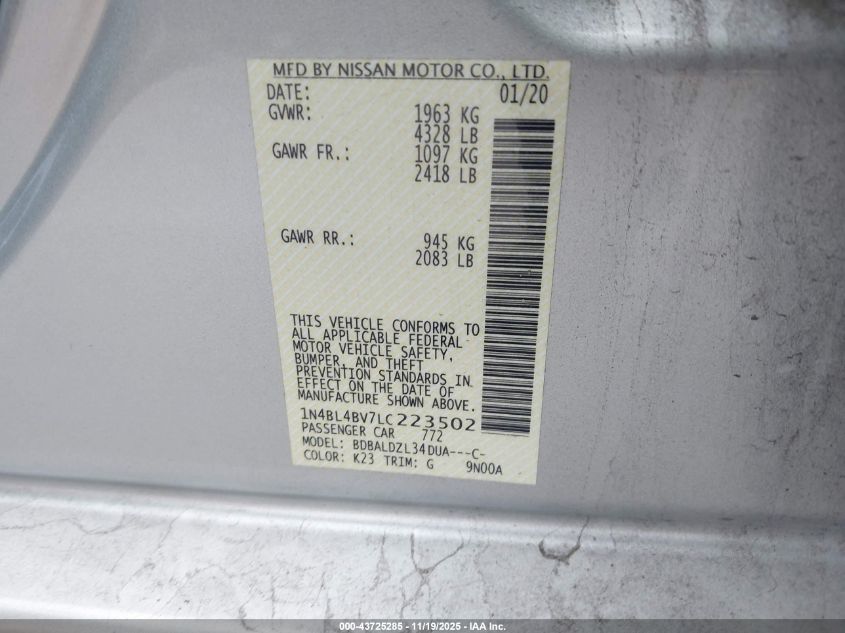 MFD BY NISSAN MOTOR CO., LTD.
DATE: 01/20
GVWR: 1963 KG
4328 LB
GAWR FR.: 1097 KG
2418 LB
GAWR RR.: 945 KG
2083 LB
THIS VEHICLE CONFORMS TO
ALL APPLICABLE FEDERAL
MOTOR VEHICLE SAFETY,
BUMPER, AND THEFT
PREVENTION STANDARDS IN
EFFECT ON THE DATE OF
MANUFACTURE SHOWN ABOVE.
1N4BL4BV7LC223502
PASSENGER CAR 772
MODEL: BDBALDZL34DUA---C-
COLOR: K23 TRIM: G 9N00A
000-43725285 - 11/19/2025 - IAA Inc.